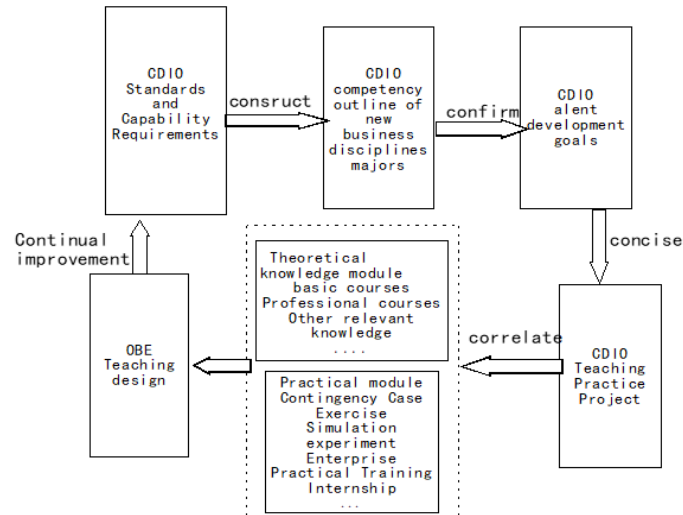 CDIO
Standards
and
Capability
Requirements
consruct
CDIO
competency
outline of
new
business
disciplines
majors
confirm
CDIO
alent
development
goals
concise
CDIO
Teaching
Practice
Project
correlate
Theoretical
knowledge module
basic courses
Professional courses
Other relevant
knowledge
....
Practical module
Contingency Case
Exercise
Simulation
experiment
Enterprise
Practical Training
Internship
...
OBE
Teaching
design
Continual
improvement